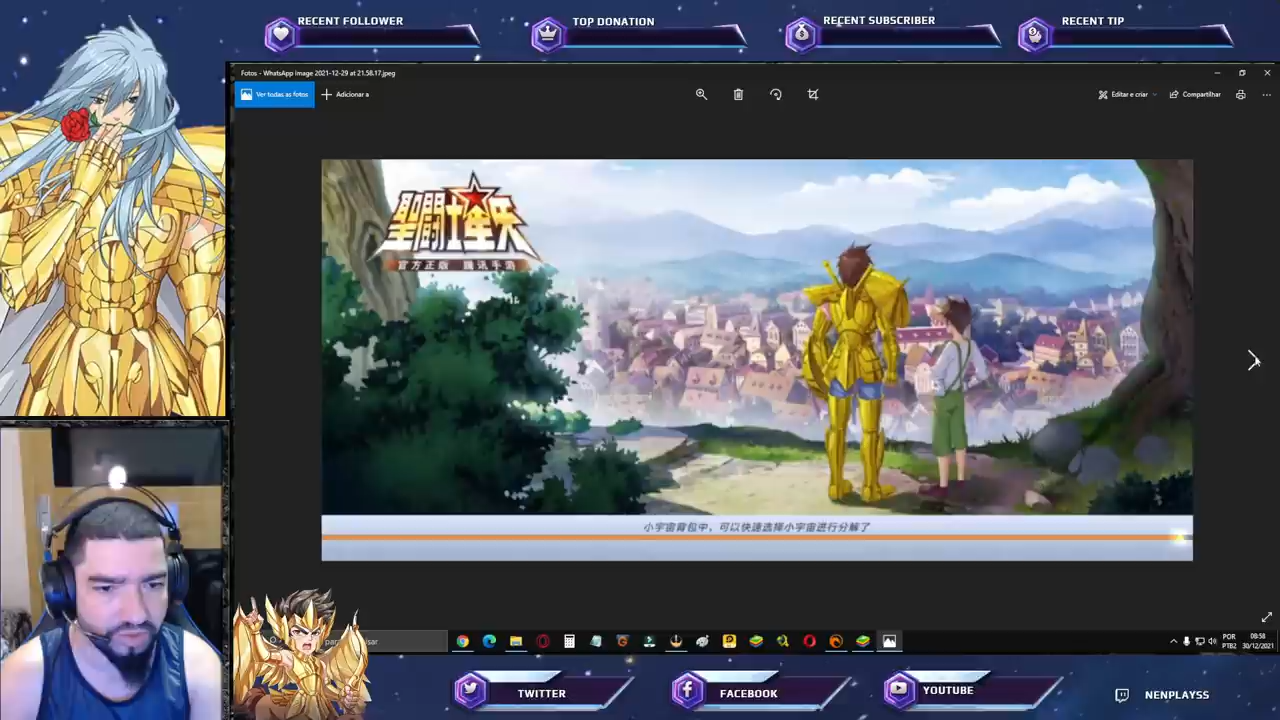 RECENT FOLLOWER
TOP DONATION
RECENT SUBSCRIBER
RECENT TIP
Fotos - WhatsApp Image 2021-12-29 at 21.58.17.jpeg
Ver todas as fotos
Adicionar a
Editar e criar
Compartilhar
聖闘士星矢
官方正版 腾讯手游
小宇宙背包中，可以快速选择小宇宙进行分解了
POR
PTB2
08:58
30/12/2021
TWITTER
FACEBOOK
YOUTUBE
NENPLAYSS